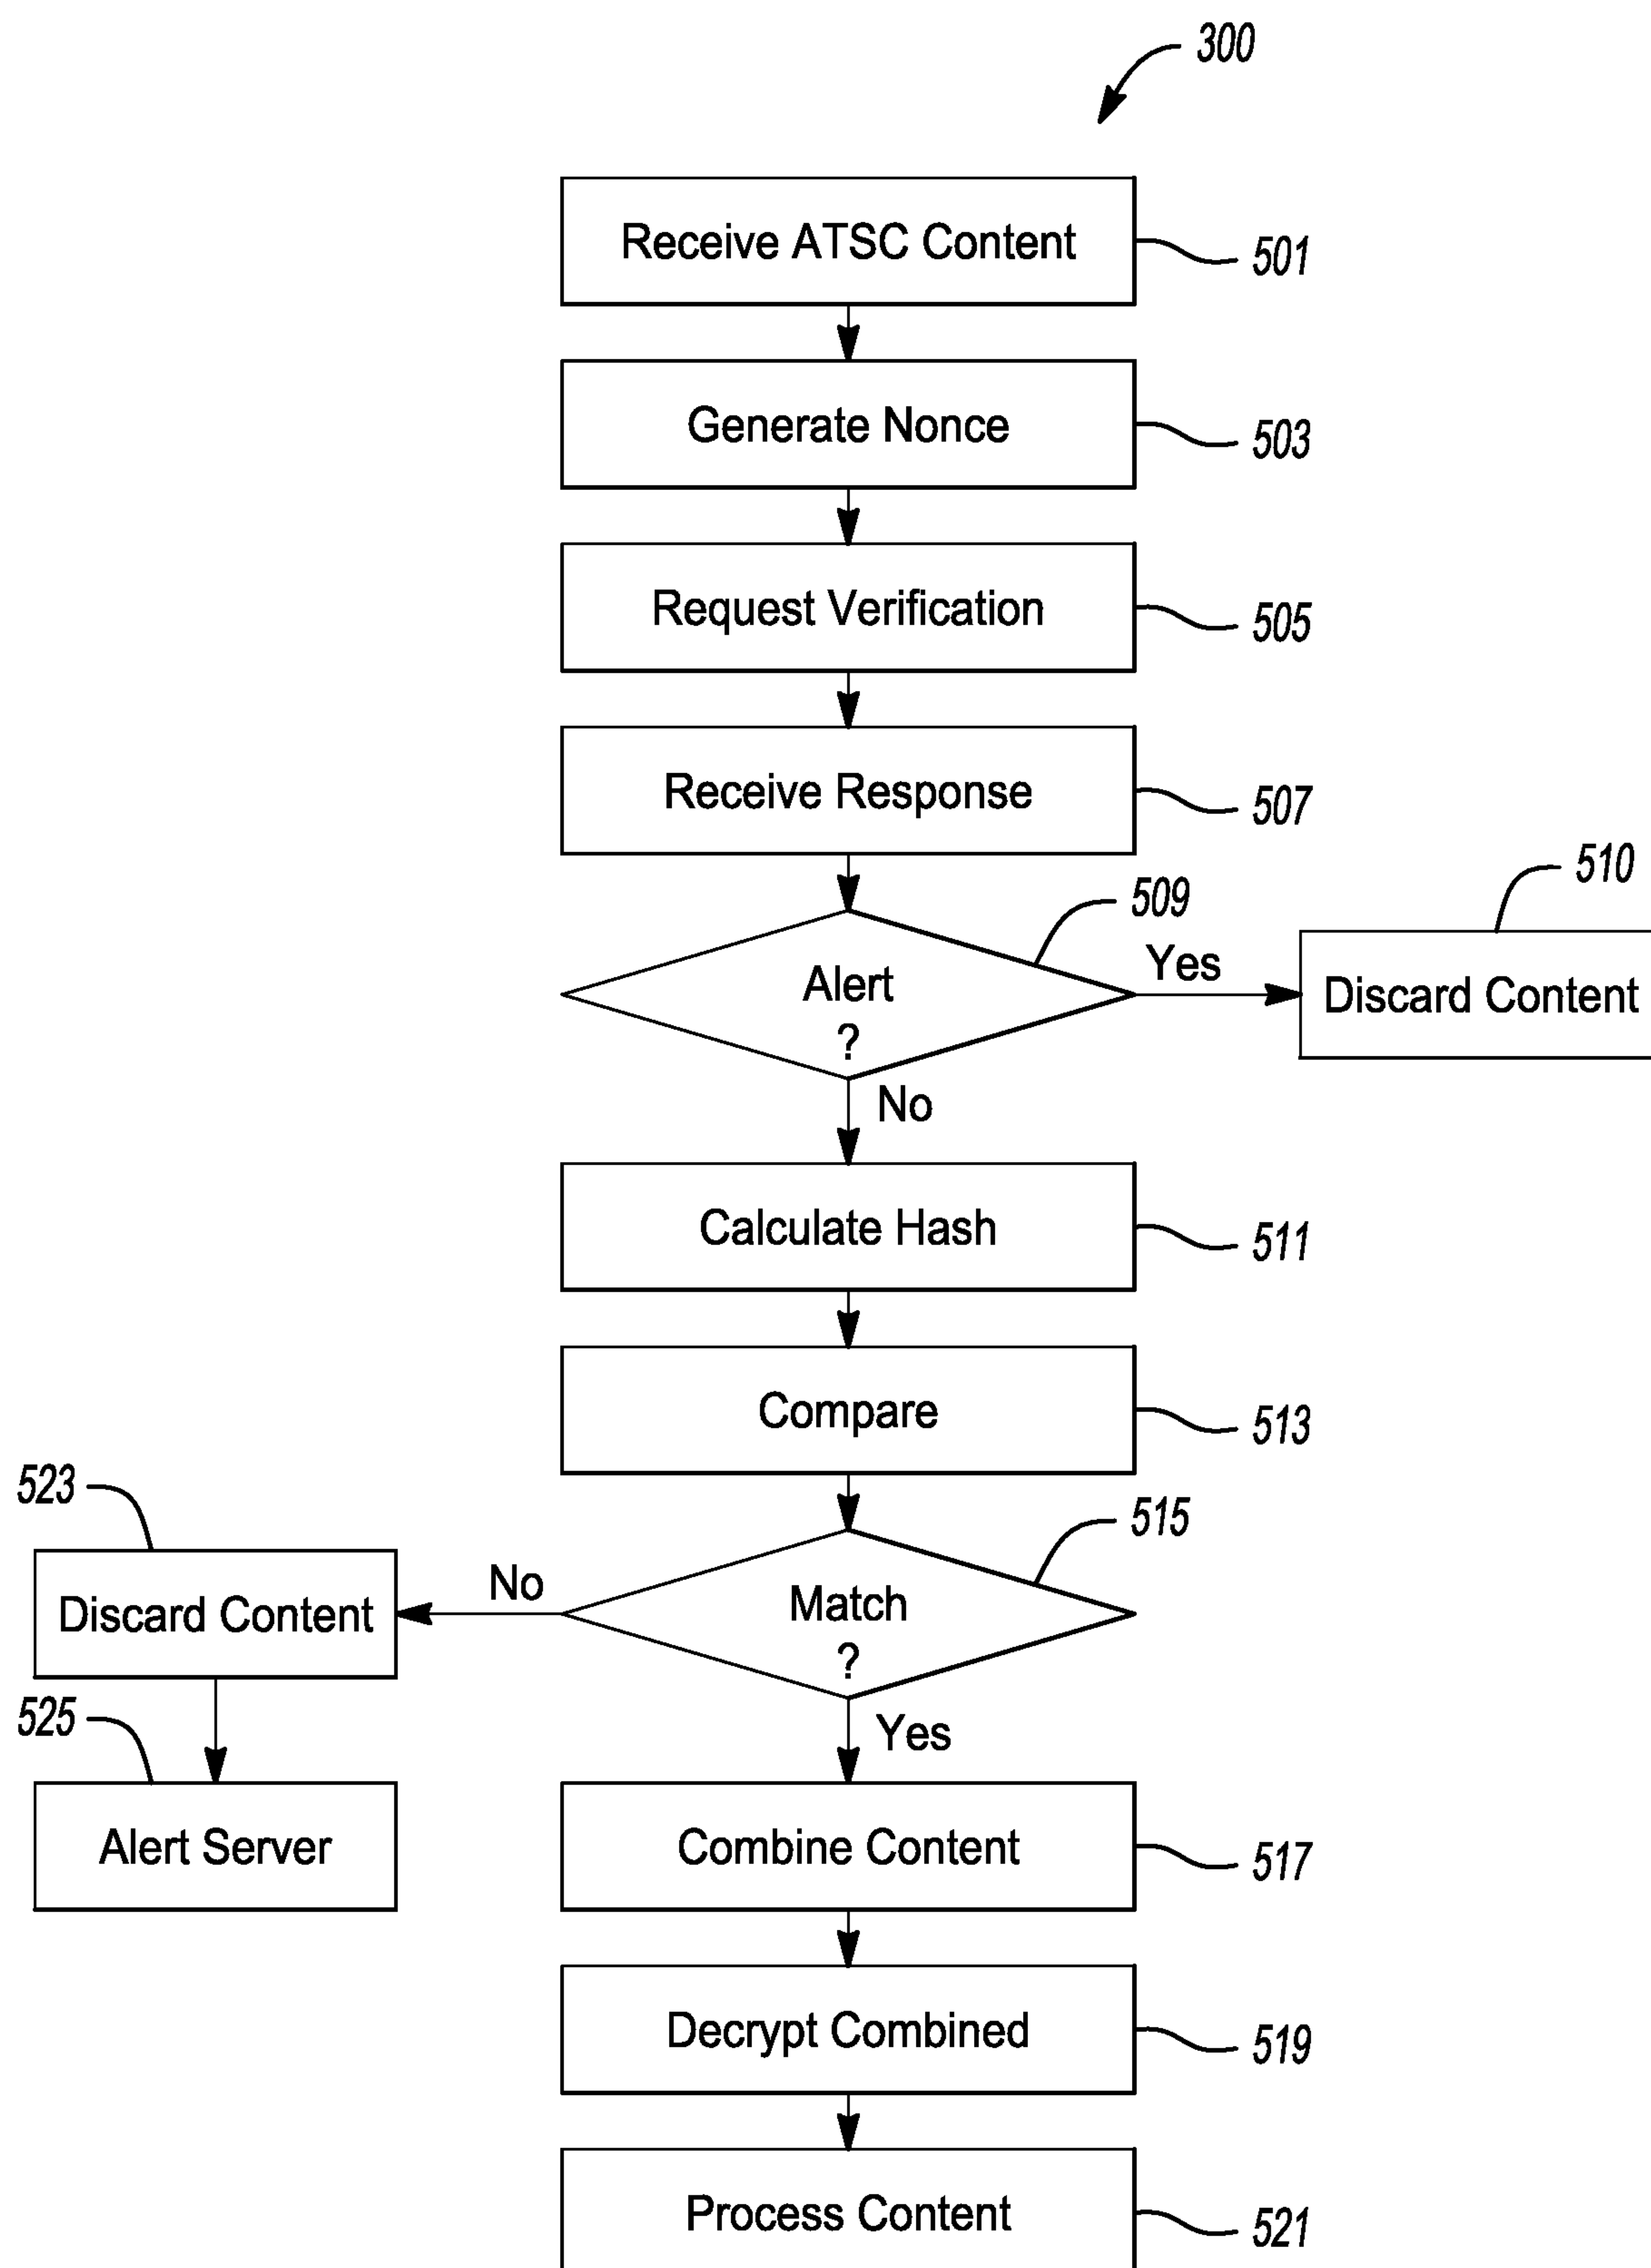 300
Receive ATSC Content
501
Generate Nonce
503
Request Verification
505
Receive Response
507
510
509
Alert
?
Yes
Discard Content
No
Calculate Hash
511
Compare
513
523
515
Discard Content
No
Match
?
525
Yes
Alert Server
Combine Content
517
Decrypt Combined
519
Process Content
521